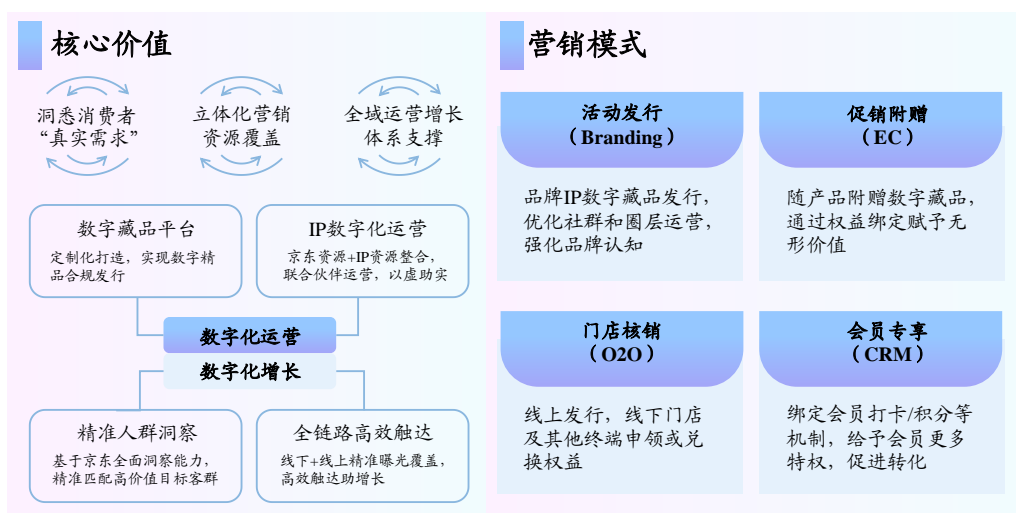 核心价值
洞悉消费者
“真实需求”
立体化营销
资源覆盖
全域运营增长
体系支撑
数字藏品平台
定制化打造，实现数字精
品合规发行
IP数字化运营
京东资源+IP资源整合，
联合伙伴运营，以虚助实
数字化运营
数字化增长
精准人群洞察
基于京东全面洞察能力，
精准匹配高价值目标客群
全链路高效触达
线下+线上精准曝光覆盖，
高效触达助增长
营销模式
活动发行
（Branding）
品牌IP数字藏品发行，
优化社群和圈层运营，
强化品牌认知
促销附赠
（EC）
随产品附赠数字藏品，
通过权益绑定赋予无
形价值
门店核销
（O2O）
线上发行，线下门店
及其他终端申领或兑
换权益
会员专享
（CRM）
绑定会员打卡/积分等
机制，给予会员更多
特权，促进转化